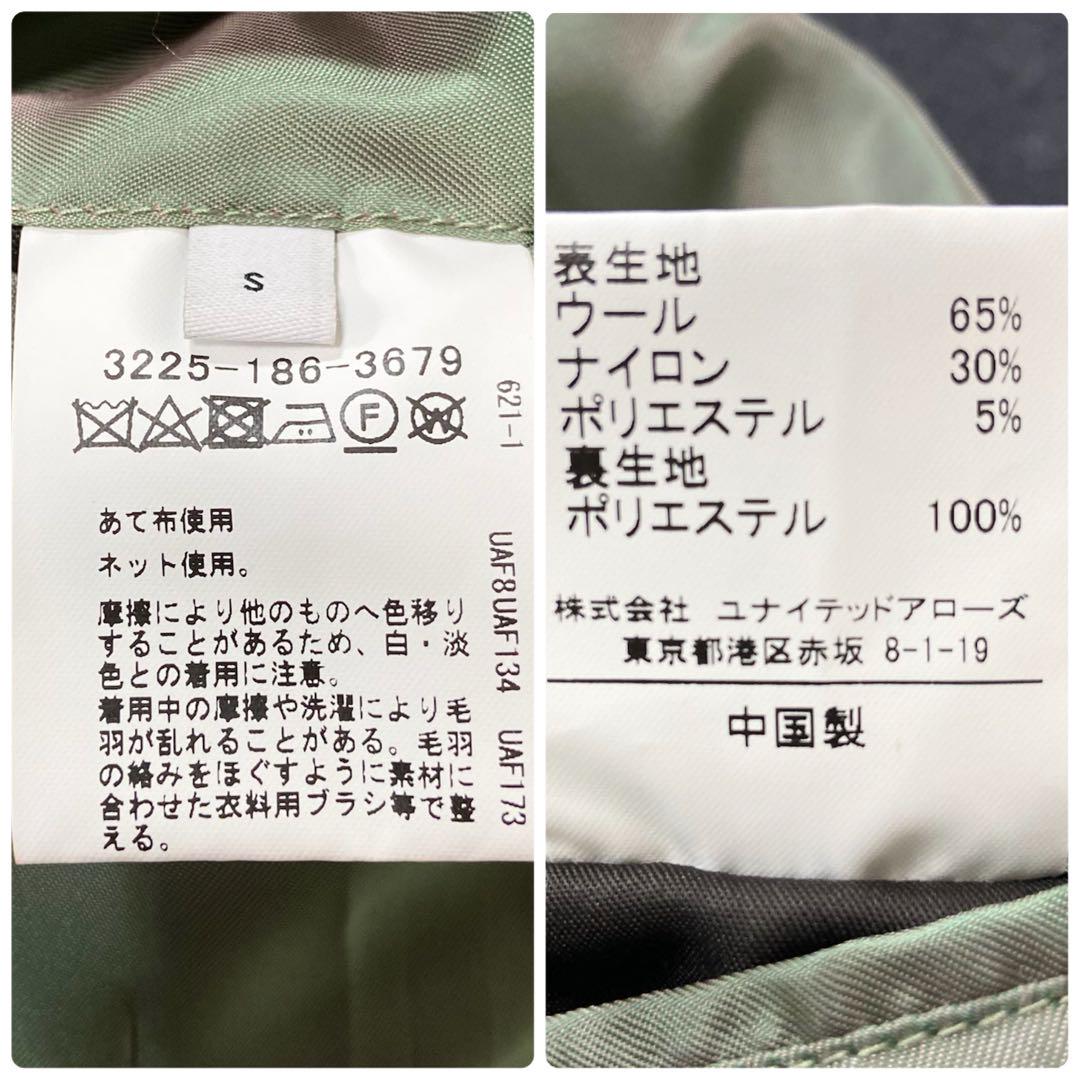 S
3225-186-3679
F
W
621-1
あて布使用
ネット使用。
摩擦により他のものへ色移り
することがあるため、白・淡
色との着用に注意。
着用中の摩擦や洗濯により毛
羽が乱れることがある。毛羽
の絡みをほぐすように素材に
合わせた衣料用ブラシ等で整
える。
UAF8UAF134 UAF173
表生地
ウール 65%
ナイロン 30%
ポリエステル 5%
裏生地
ポリエステル 100%
株式会社 ユナイテッドアローズ
東京都港区赤坂 8-1-19
中国製